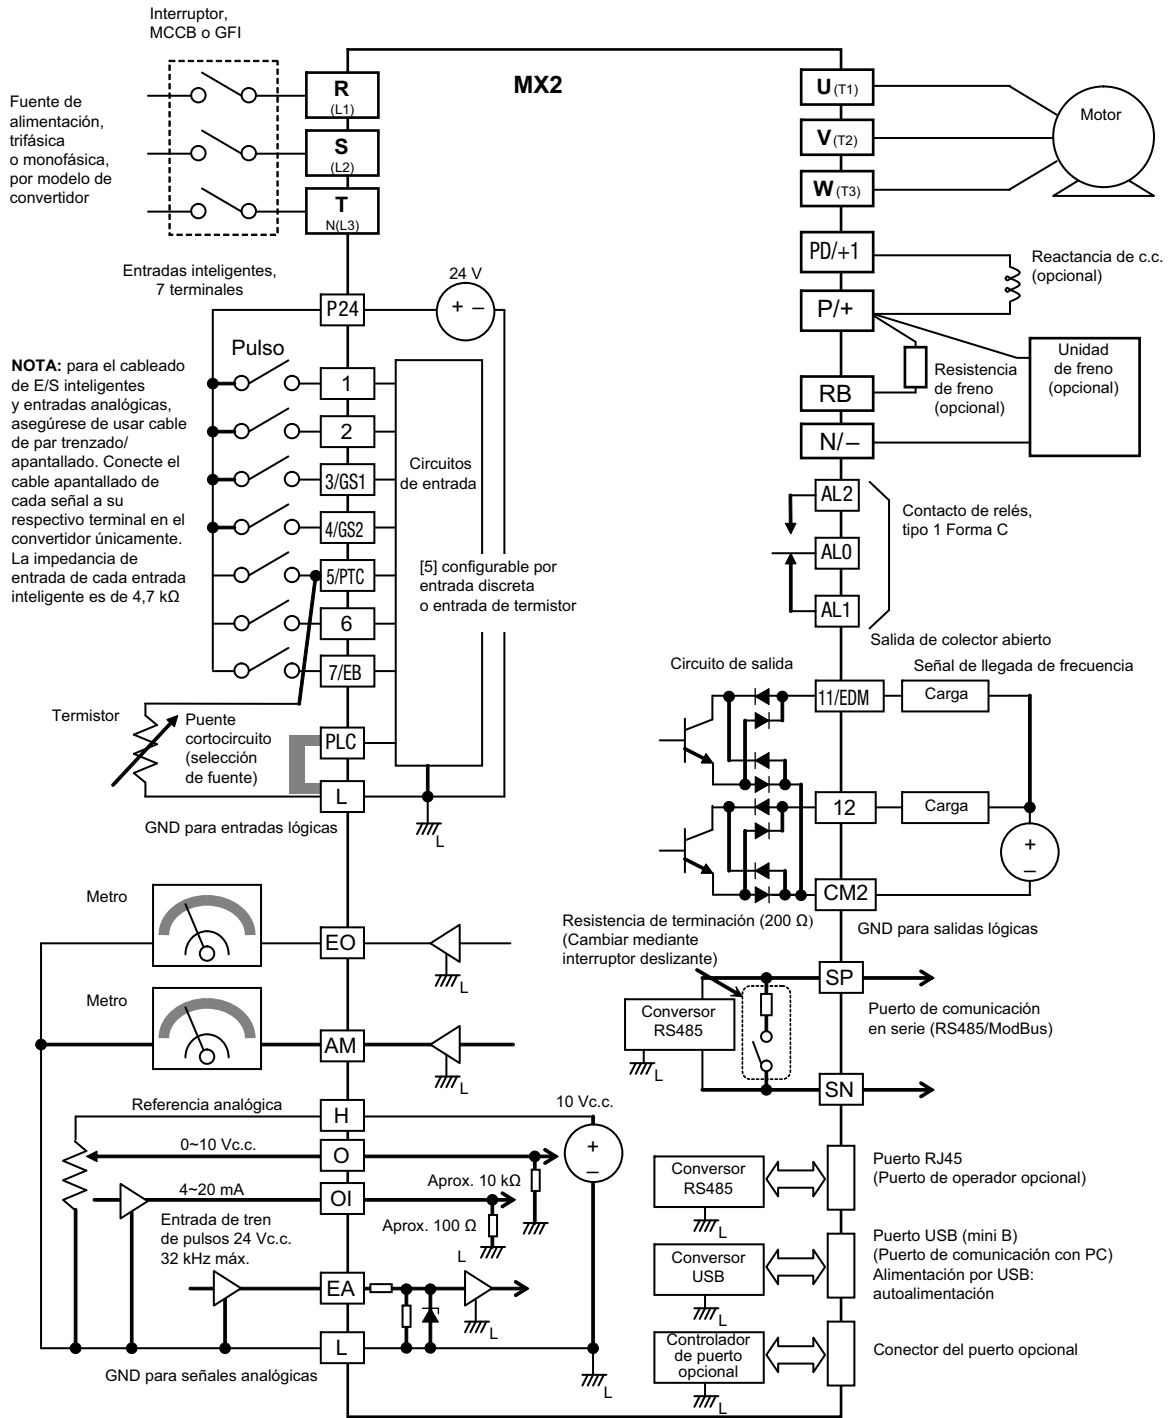 Interruptor,
MCCB o GFI
MX2
Fuente de
alimentación,
trifásica
o monofásica,
por modelo de
convertidor
R
(L1)
S
(L2)
T
N(L3)
U(T1)
V(T2)
W(T3)
Motor
PD/+1
P/+
Reactancia de c.c.
(opcional)
Resistencia
de freno
(opcional)
Unidad
de freno
(opcional)
RB
N/–
Entradas inteligentes,
7 terminales
24 V
P24
+ –
Pulso
NOTA: para el cableado
de E/S inteligentes
y entradas analógicas,
asegúrese de usar cable
de par trenzado/
apantallado. Conecte el
cable apantallado de
cada señal a su
respectivo terminal en el
convertidor únicamente.
La impedancia de
entrada de cada entrada
inteligente es de 4,7 kΩ
1
2
3/GS1
4/GS2
5/PTC
6
7/EB
PLC
L
Circuitos
de entrada
[5] configurable por
entrada discreta
o entrada de termistor
Termistor
Puente
cortocircuito
(selección
de fuente)
GND para entradas lógicas
L
AL2
AL0
AL1
Contacto de relés,
tipo 1 Forma C
Salida de colector abierto
Circuito de salida
Señal de llegada de frecuencia
11/EDM
Carga
12
Carga
+
–
CM2
GND para salidas lógicas
Metro
EO
L
Metro
AM
L
Resistencia de terminación (200 Ω)
(Cambiar mediante
interruptor deslizante)
SP
Conversor
RS485
L
Puerto de comunicación
en serie (RS485/ModBus)
SN
Referencia analógica
H
10 Vc.c.
+
–
0~10 Vc.c.
O
Aprox. 10 kΩ
4~20 mA
OI
Aprox. 100 Ω
Entrada de tren
de pulsos 24 Vc.c.
32 kHz máx.
L
EA
L
L
GND para señales analógicas
L
Conversor
RS485
L
Puerto RJ45
(Puerto de operador opcional)
Conversor
USB
L
Puerto USB (mini B)
(Puerto de comunicación con PC)
Alimentación por USB:
autoalimentación
Controlador
de puerto
opcional
L
Conector del puerto opcional